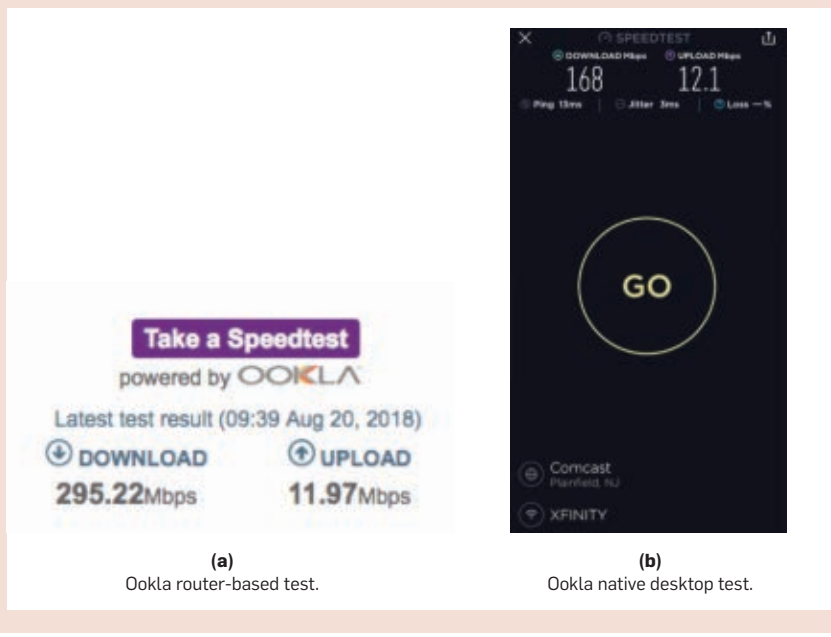 Take a Speedtest
powered by OOKLA
Latest test result (09:39 Aug 20, 2018)
DOWNLOAD
UPLOAD
295.22Mbps
11.97Mbps
(a)
Ookla router-based test.
SPEEDTEST
DOWNLOAD Mbps
UPLOAD Mbps
168
12.1
Ping 13ms
Jitter 3ms
Loss — %
GO
Comcast
Plainfield, NJ
XFINITY
(b)
Ookla native desktop test.